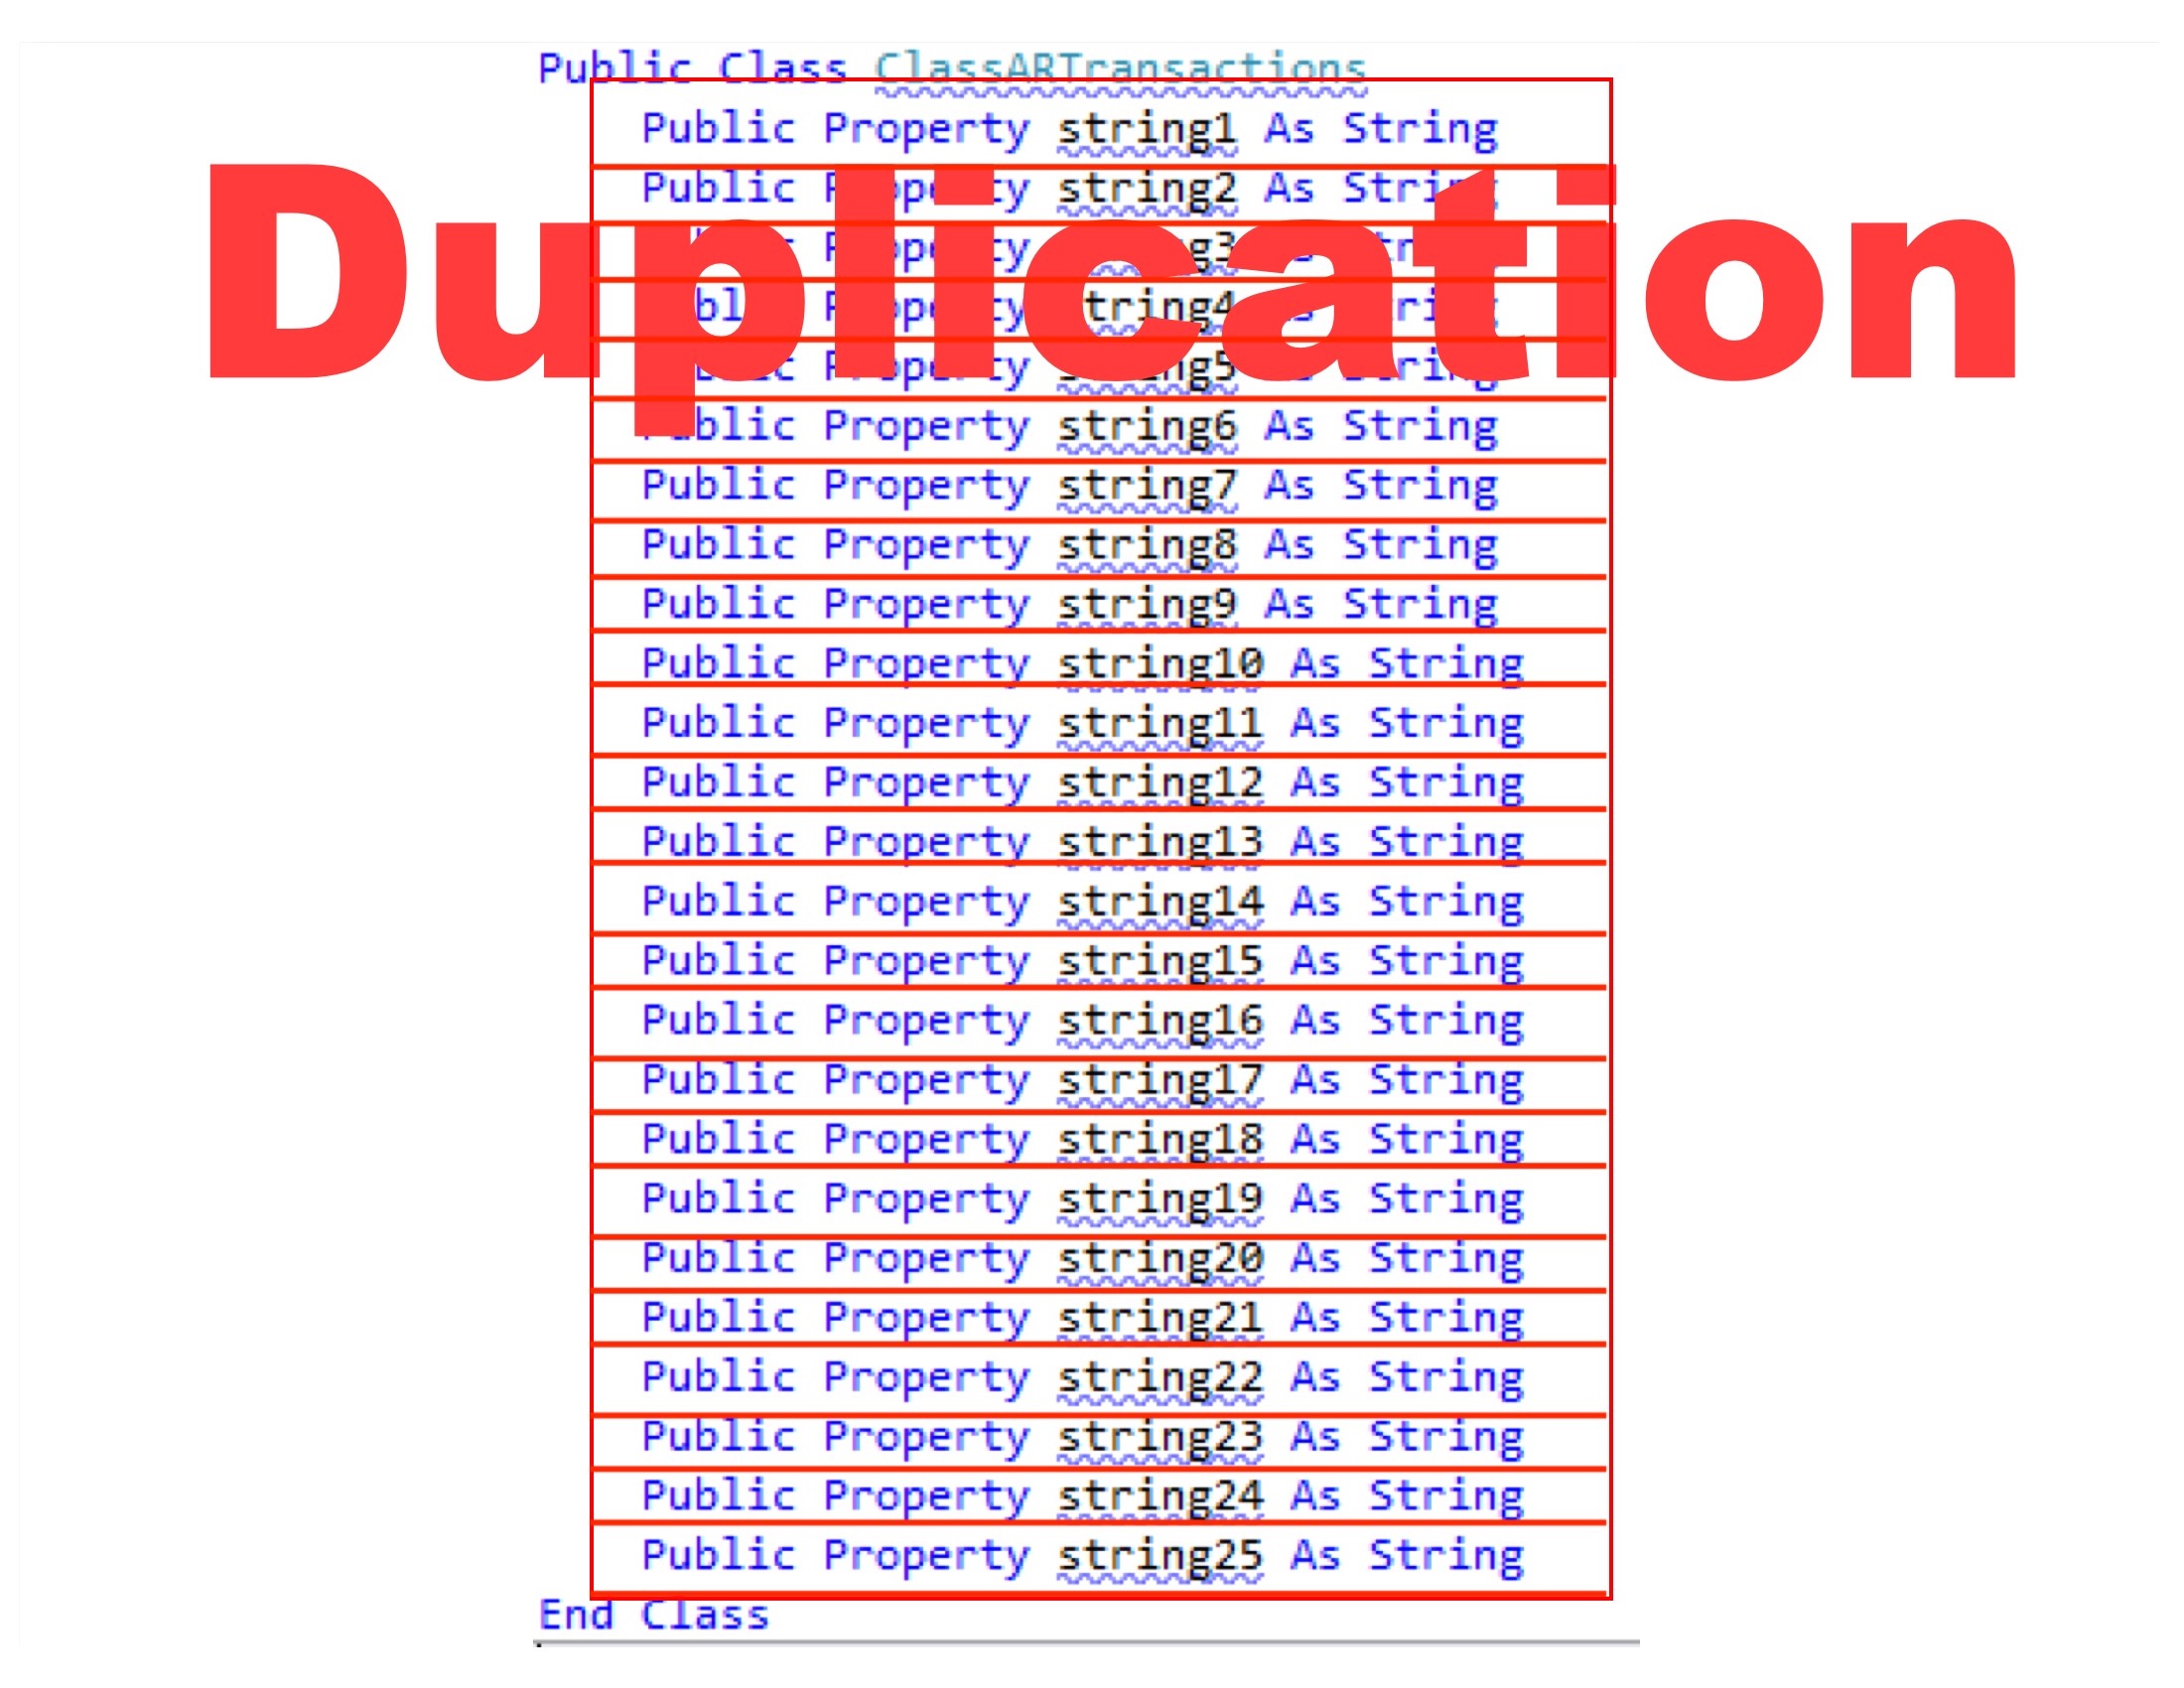 Public Class ClassARTransactions
Public Property string1 As String
Duplication
Public Property string2 As String
Property string3 As String
Public Property string4 As String
Public Property string5 As String
Public Property string6 As String
Public Property string7 As String
Public Property string8 As String
Public Property string9 As String
Public Property string10 As String
Public Property string11 As String
Public Property string12 As String
Public Property string13 As String
Public Property string14 As String
Public Property string15 As String
Public Property string16 As String
Public Property string17 As String
Public Property string18 As String
Public Property string19 As String
Public Property string20 As String
Public Property string21 As String
Public Property string22 As String
Public Property string23 As String
Public Property string24 As String
Public Property string25 As String
End Class